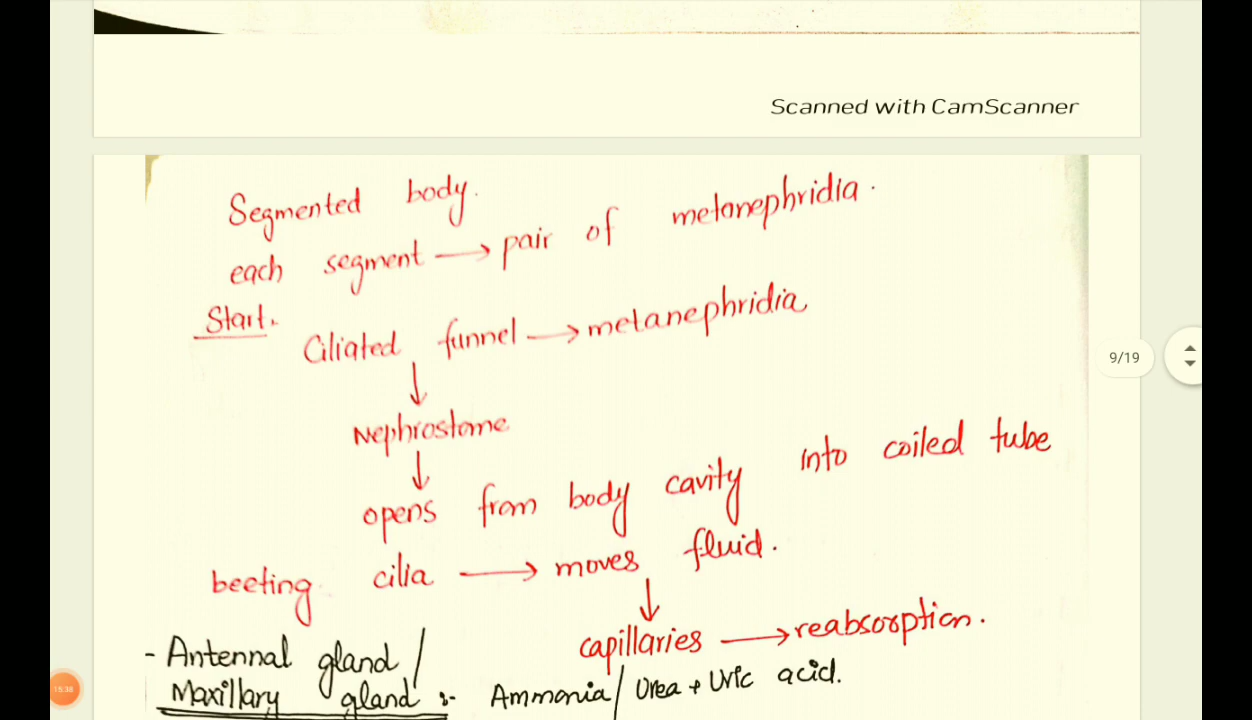 Scanned with CamScanner
Segmented body.
each segment → pair of metanephridia.
Start.
Ciliated funnel → metanephridia
↓
Nephrostome
↓
opens from body cavity into coiled tube
beeting cilia → moves fluid.
↓
capillaries → reabsorption.
- Antennal gland /
Maxillary gland :- Ammonia / Urea + Uric acid.
9/19
15:38